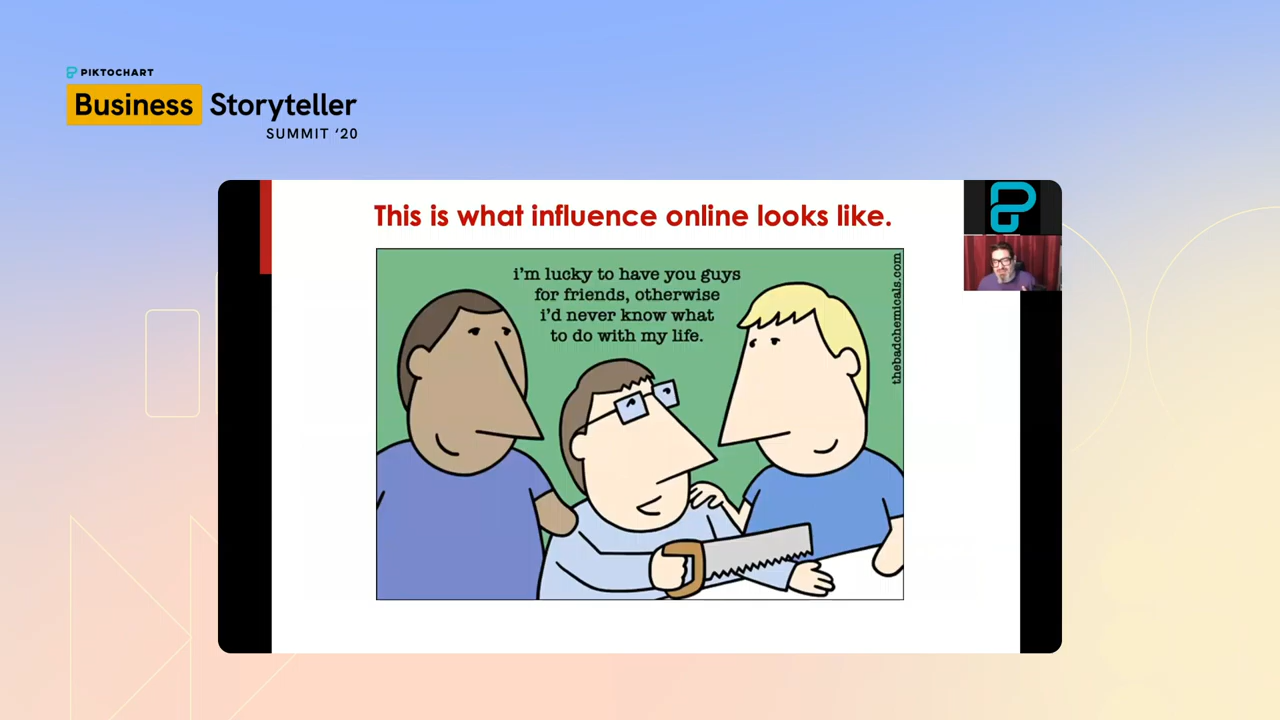 PIKTOCHART
Business Storyteller
SUMMIT ‘20
This is what influence online looks like.
i'm lucky to have you guys
for friends, otherwise
i'd never know what
to do with my life.
thebadchemicals.com